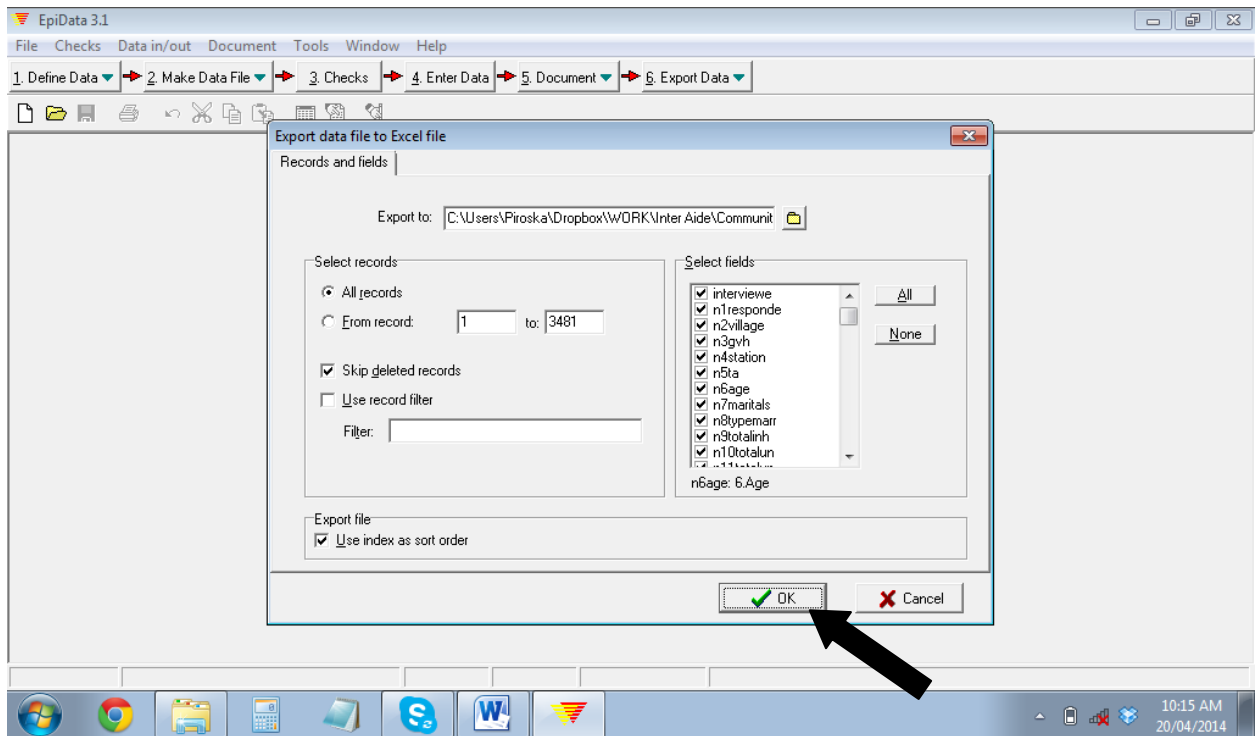 EpiData 3.1
File Checks Data in/out Document Tools Window Help
1. Define Data 2. Make Data File 3. Checks 4. Enter Data 5. Document 6. Export Data
Export data file to Excel file
Records and fields
Export to: C:\Users\Piroska\Dropbox\WORK\Inter Aide\Communit
Select records
All records
From record: 1 to: 3481
Skip deleted records
Use record filter
Filter:
Select fields
interviewe
n1responde
n2village
n3gvh
n4station
n5ta
n6age
n7maritals
n8typemarr
n9totalinh
n10totalun
All
None
n6age: 6.Age
Export file
Use index as sort order
OK Cancel
10:15 AM
20/04/2014